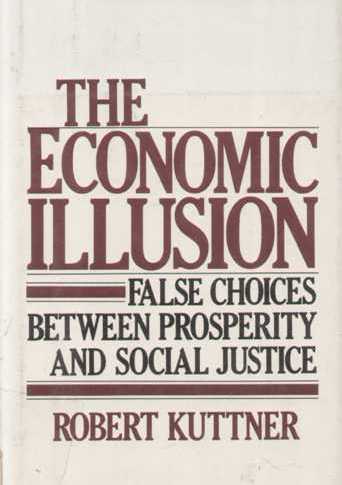 THE
ECONOMIC
ILLUSION
FALSE CHOICES
BETWEEN PROSPERITY
AND SOCIAL JUSTICE
ROBERT KUTTNER